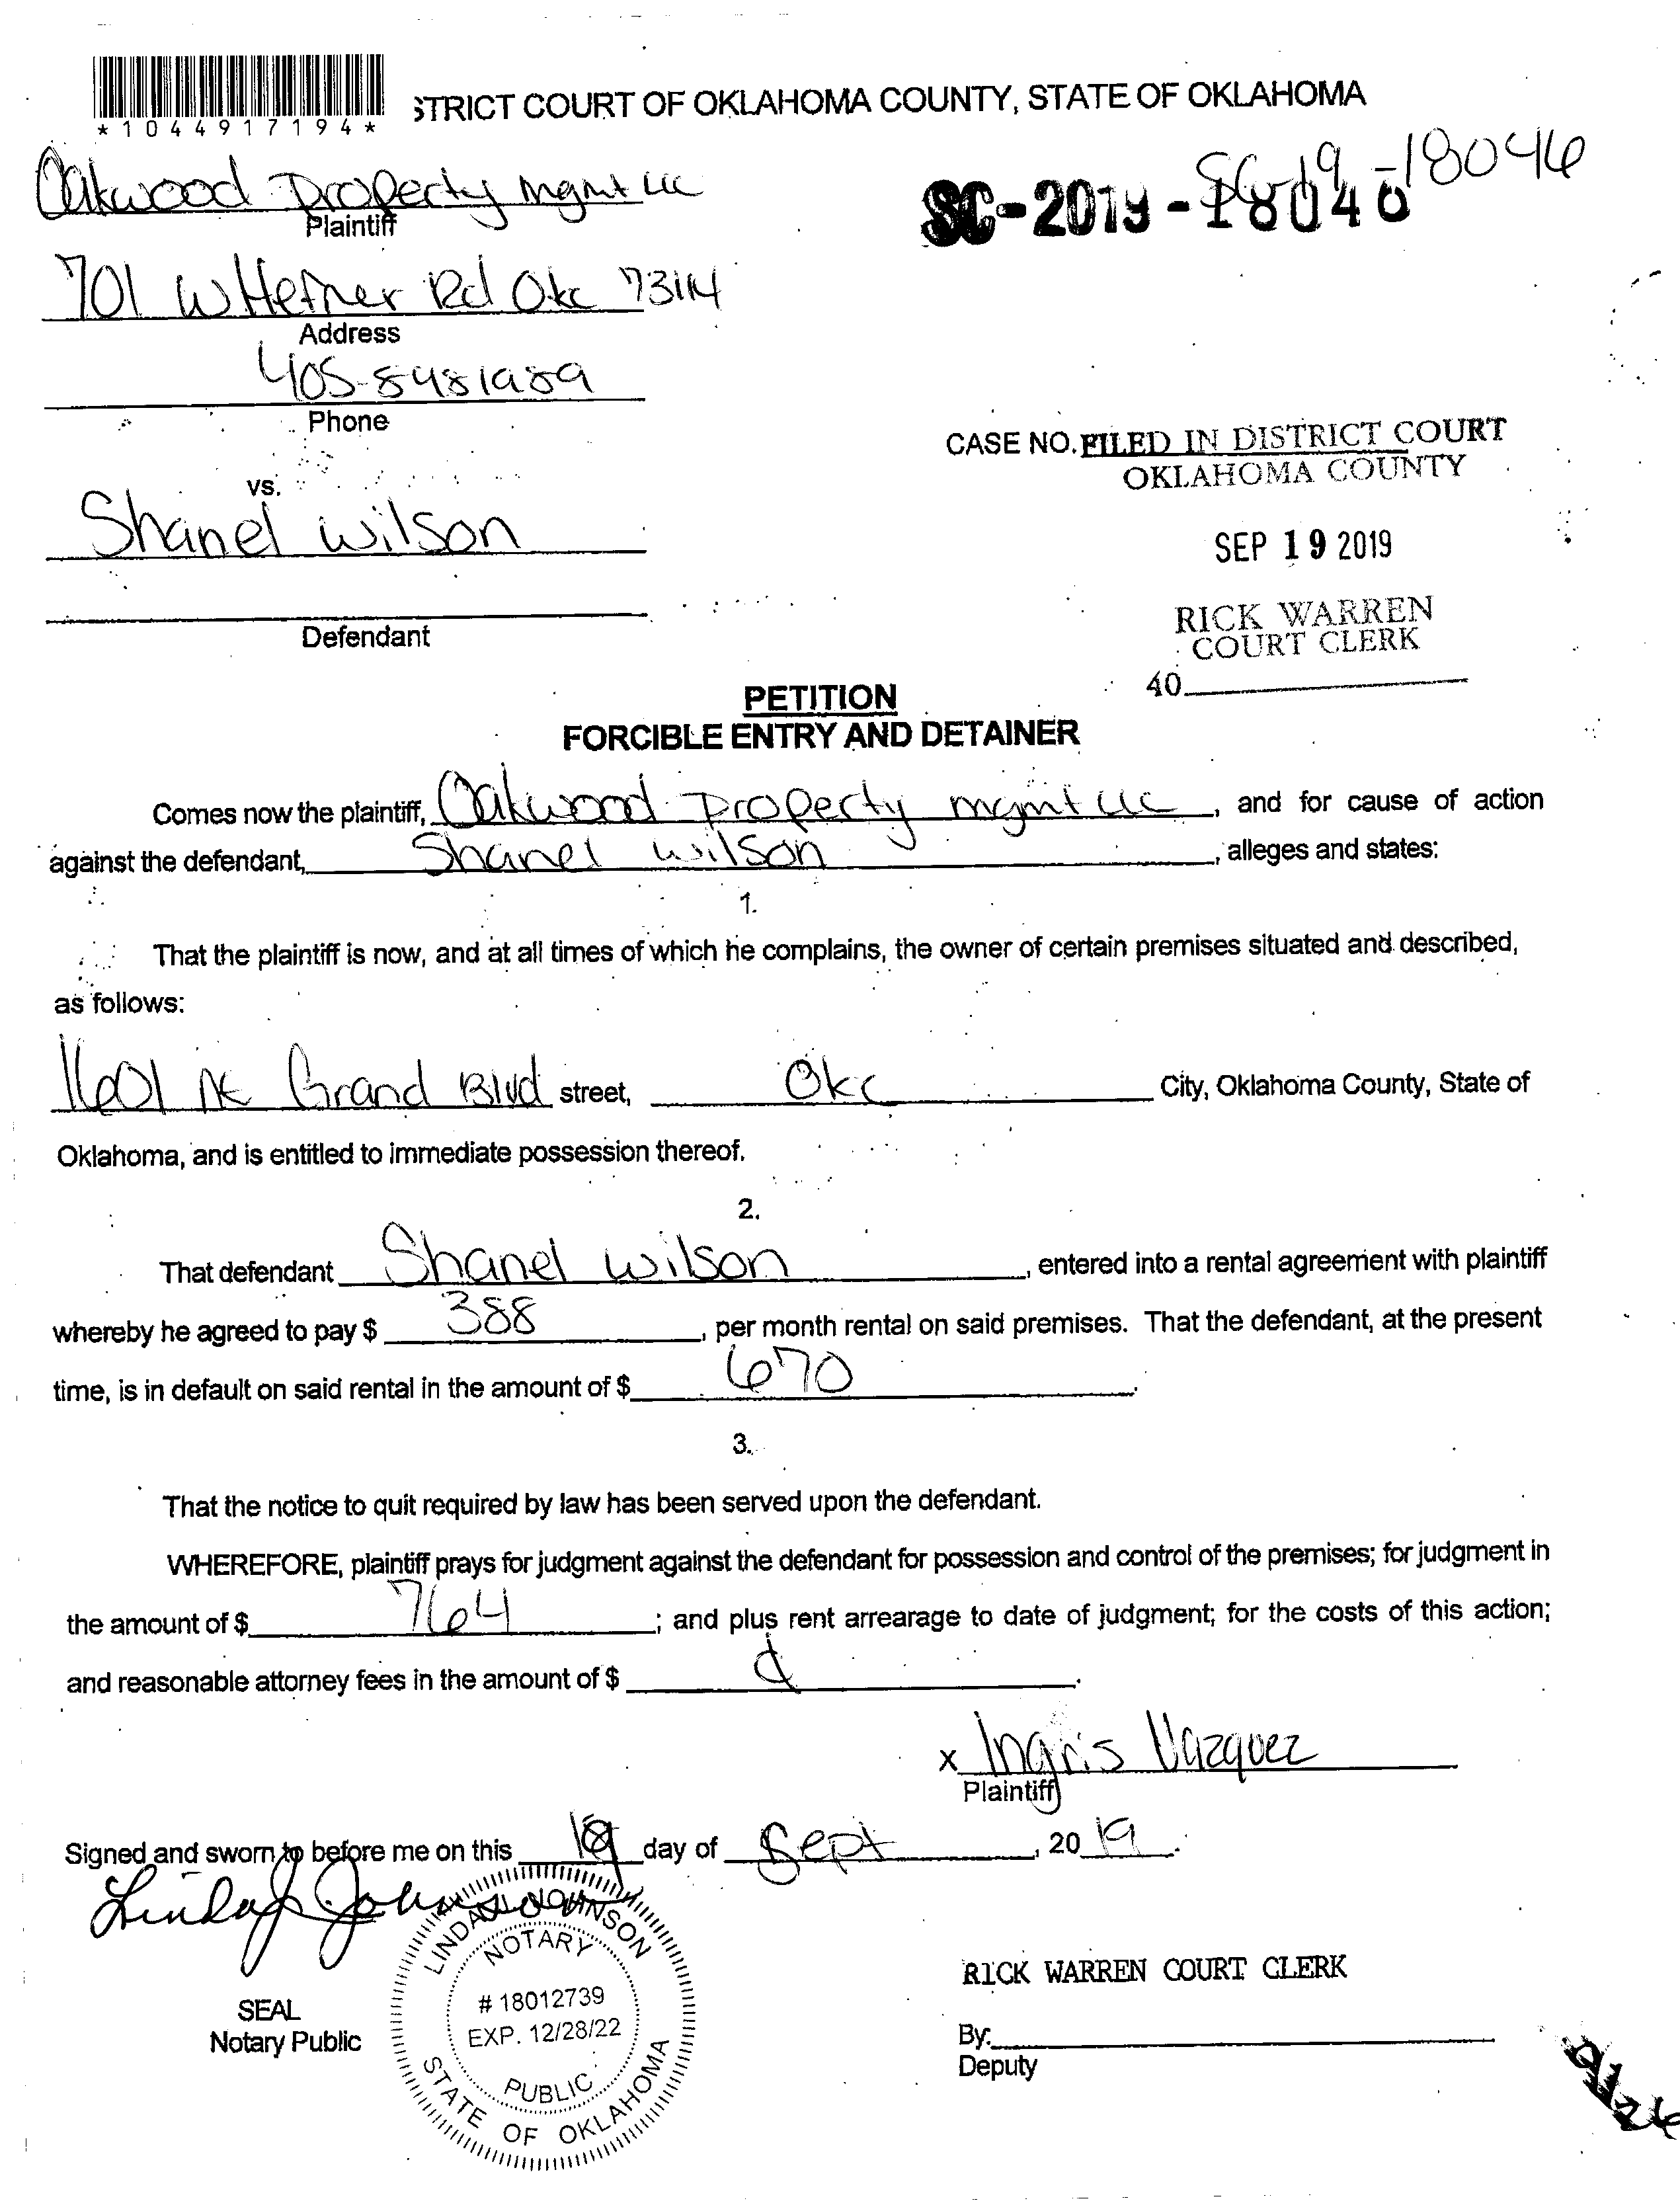 *1044917194*
STRICT COURT OF OKLAHOMA COUNTY, STATE OF OKLAHOMA
Oakwood Property mgmt LLC
Plaintiff
SC-19-18046
SC-2019-18046
701 W Hefner Rd Okc 73114
Address
405-8481989
Phone
CASE NO. FILED IN DISTRICT COURT
OKLAHOMA COUNTY
vs.
Shanel Wilson
SEP 19 2019
Defendant
RICK WARREN
COURT CLERK
40
PETITION
FORCIBLE ENTRY AND DETAINER
Comes now the plaintiff, Oakwood Property mgmt LLC, and for cause of action
against the defendant, Shanel Wilson, alleges and states:
1.
That the plaintiff is now, and at all times of which he complains, the owner of certain premises situated and described,
as follows:
1601 NE Grand Blvd street, Okc City, Oklahoma County, State of
Oklahoma, and is entitled to immediate possession thereof.
2.
That defendant Shanel Wilson, entered into a rental agreement with plaintiff
whereby he agreed to pay $ 388, per month rental on said premises. That the defendant, at the present
time, is in default on said rental in the amount of $ 670.
3.
That the notice to quit required by law has been served upon the defendant.
WHEREFORE, plaintiff prays for judgment against the defendant for possession and control of the premises; for judgment in
the amount of $ 764; and plus rent arrearage to date of judgment; for the costs of this action;
and reasonable attorney fees in the amount of $.
x Ingris Vazquez
Plaintiff
Signed and sworn to before me on this 19 day of Sept, 2019.
Linda J Johnson
LINDA J. JOHNSON
NOTARY
# 18012739
EXP. 12/28/22
PUBLIC
STATE OF OKLAHOMA
SEAL
Notary Public
RICK WARREN COURT CLERK
By:
Deputy